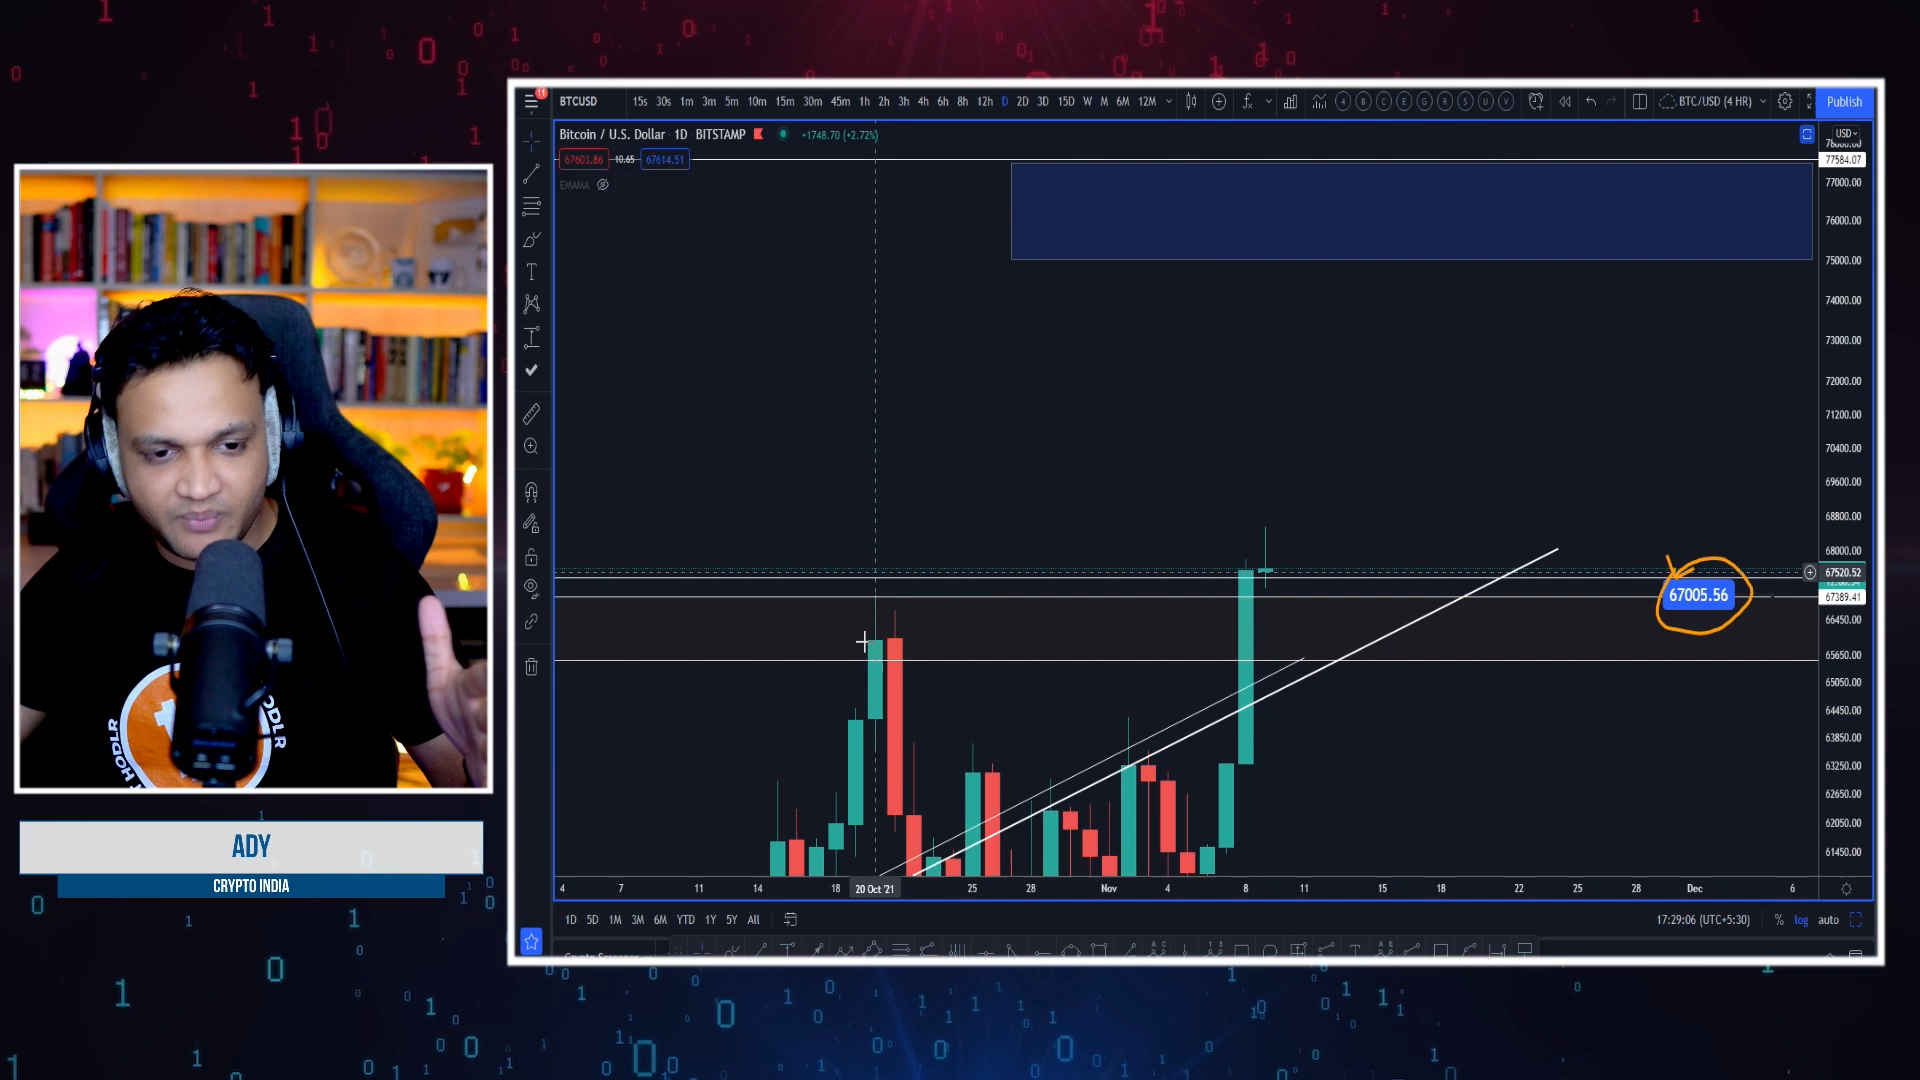 11
BTCUSD 15s 30s 1m 3m 5m 10m 15m 30m 45m 1h 2h 3h 4h 6h 8h 12h D 2D 3D 15D W M 6M 12M 4 B C E G R S U V BTC/USD (4 HR) Publish
Bitcoin / U.S. Dollar 1D BITSTAMP +1748.70 (+2.72%)
USD
67603.86 10.65 67614.51
77584.07
EMAMA
77000.00
76000.00
75000.00
74000.00
73000.00
72000.00
71200.00
70400.00
69600.00
68800.00
68000.00
67520.52
67005.56
67389.41
66450.00
65650.00
65050.00
64450.00
63850.00
63250.00
62650.00
62050.00
61450.00
4 7 11 14 18 20 Oct '21 25 28 Nov 4 8 11 15 18 22 25 28 Dec 6
1D 5D 1M 3M 6M YTD 1Y 5Y All 17:29:06 (UTC+5:30) % log auto
HODLR
ADY
CRYPTO INDIA